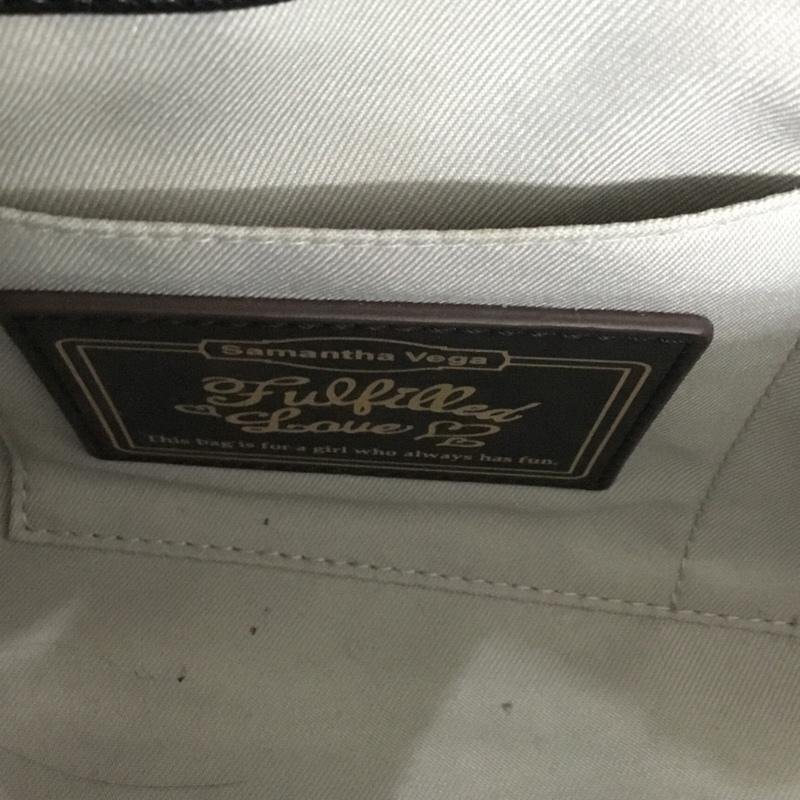 Samantha Vega
Fulfilled
Love
This bag is for a girl who always has fun.